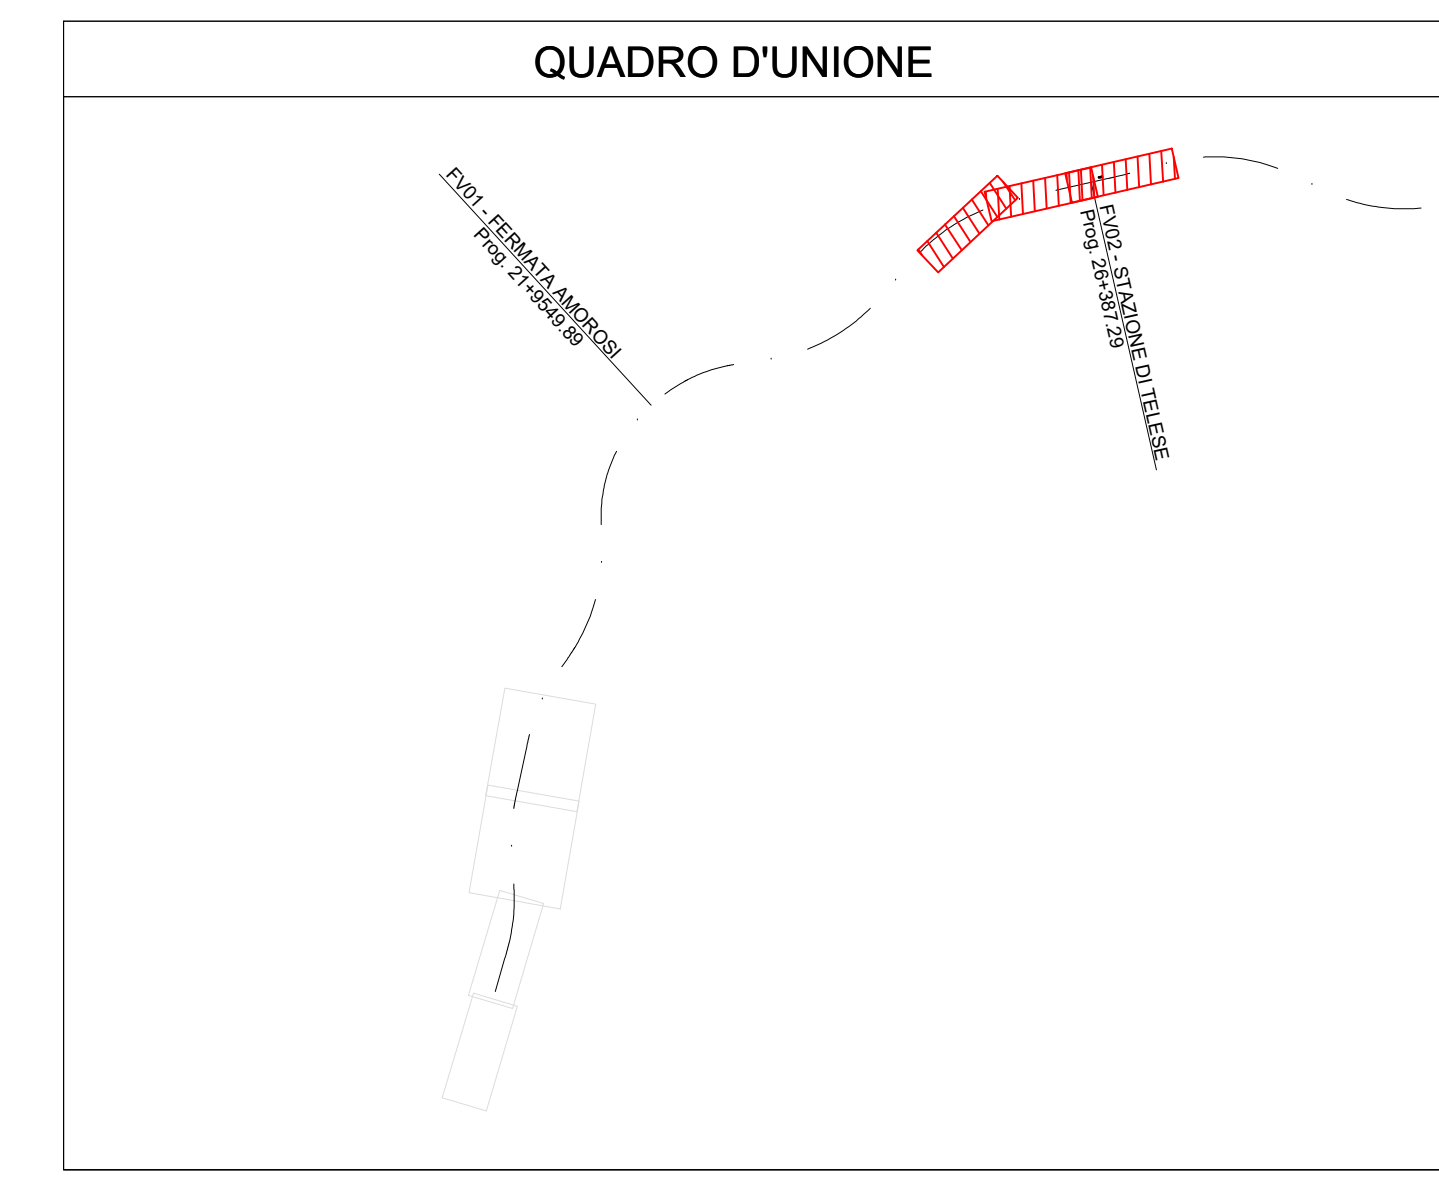 QUADRO D'UNIONE
FV01 - FERMATA AMOROSI
Prog. 21+9549.89
FV02 - STAZIONE DI TELESE
Prog. 26+387.29